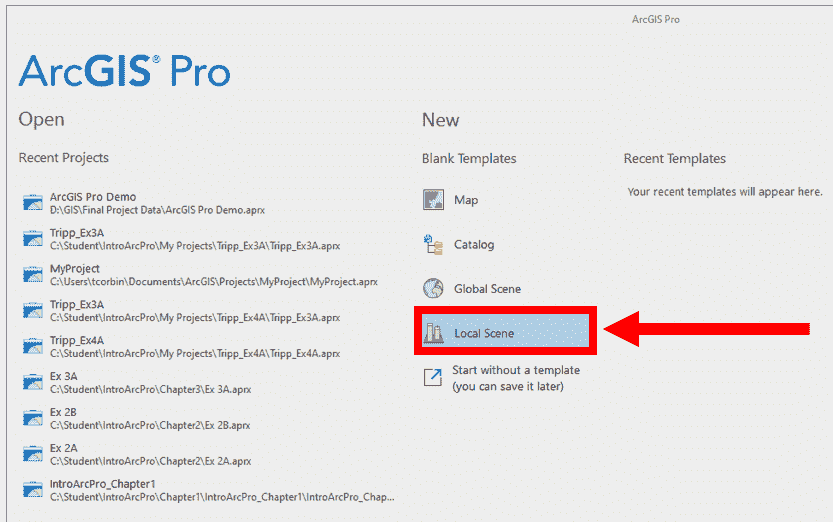 ArcGIS Pro
ArcGIS® Pro
Open
Recent Projects
ArcGIS Pro Demo
D:\GIS\Final Project Data\ArcGIS Pro Demo.aprx
Tripp_Ex3A
C:\Student\IntroArcPro\My Projects\Tripp_Ex3A\Tripp_Ex3A.aprx
MyProject
C:\Users\tcorbin\Documents\ArcGIS\Projects\MyProject\MyProject.aprx
Tripp_Ex3A
C:\Student\IntroArcPro\My Projects\Tripp_Ex4A\Tripp_Ex3A.aprx
Tripp_Ex4A
C:\Student\IntroArcPro\My Projects\Tripp_Ex4A\Tripp_Ex4A.aprx
Ex 3A
C:\Student\IntroArcPro\Chapter3\Ex 3A.aprx
Ex 2B
C:\Student\IntroArcPro\Chapter2\Ex 2B.aprx
Ex 2A
C:\Student\IntroArcPro\Chapter2\Ex 2A.aprx
IntroArcPro_Chapter1
C:\Student\IntroArcPro\Chapter1\IntroArcPro_Chapter1\IntroArcPro_Chap...
New
Blank Templates
Map
Catalog
Global Scene
Local Scene
Start without a template
(you can save it later)
Recent Templates
Your recent templates will appear here.